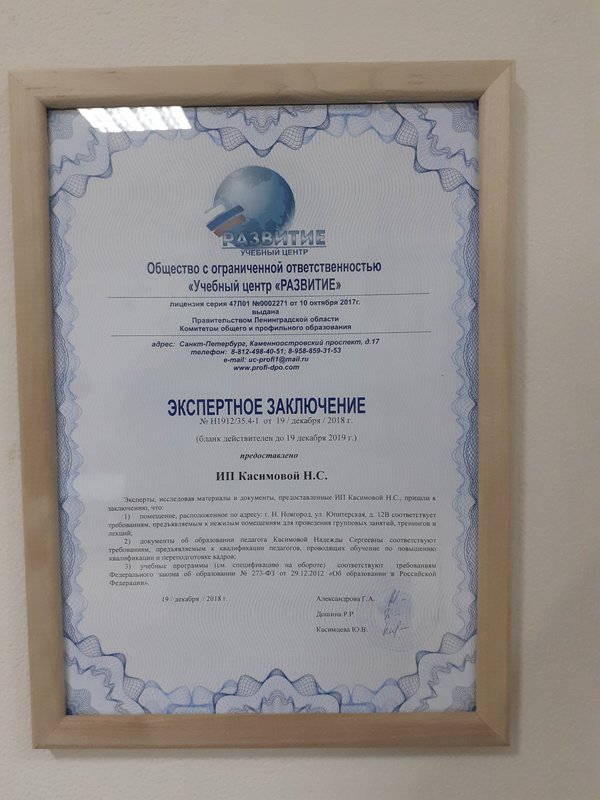 РАЗВИТИЕ
УЧЕБНЫЙ ЦЕНТР
Общество с ограниченной ответственностью
«Учебный центр «РАЗВИТИЕ»
лицензия серия 47Л01 №0002271 от 10 октября 2017г.
выдана
Правительством Ленинградской области
Комитетом общего и профильного образования
адрес: Санкт-Петербург, Каменноостровский проспект, д.17
телефон: 8-812-498-40-51; 8-958-859-31-53
e-mail: uc-profi1@mail.ru
www.profi-dpo.com
ЭКСПЕРТНОЕ ЗАКЛЮЧЕНИЕ
№ Н1912/35.4-1 от 19 / декабря / 2018 г.
(бланк действителен до 19 декабря 2019 г.)
предоставлено
ИП Касимовой Н.С.
Эксперты, исследовав материалы и документы, предоставленные ИП Касимовой Н.С., пришли к
заключению, что:
1) помещение, расположенное по адресу: г. Н. Новгород, ул. Юпитерская, д. 12В соответствует
требованиям, предъявляемым к нежилым помещениям для проведения групповых занятий, тренингов и
лекций;
2) документы об образовании педагога Касимовой Надежды Сергеевны соответствуют
требованиям, предъявляемым к квалификации педагогов, проводящих обучение по повышению
квалификации и переподготовке кадров;
3) учебные программы (см. спецификацию на обороте) соответствуют требованиям
Федерального закона об образовании № 273-ФЗ от 29.12.2012 «Об образовании в Российской
Федерации».
19 / декабря / 2018 г.
Александрова Г.А.
Дошина Р.Р.
Касимцева Ю.В.